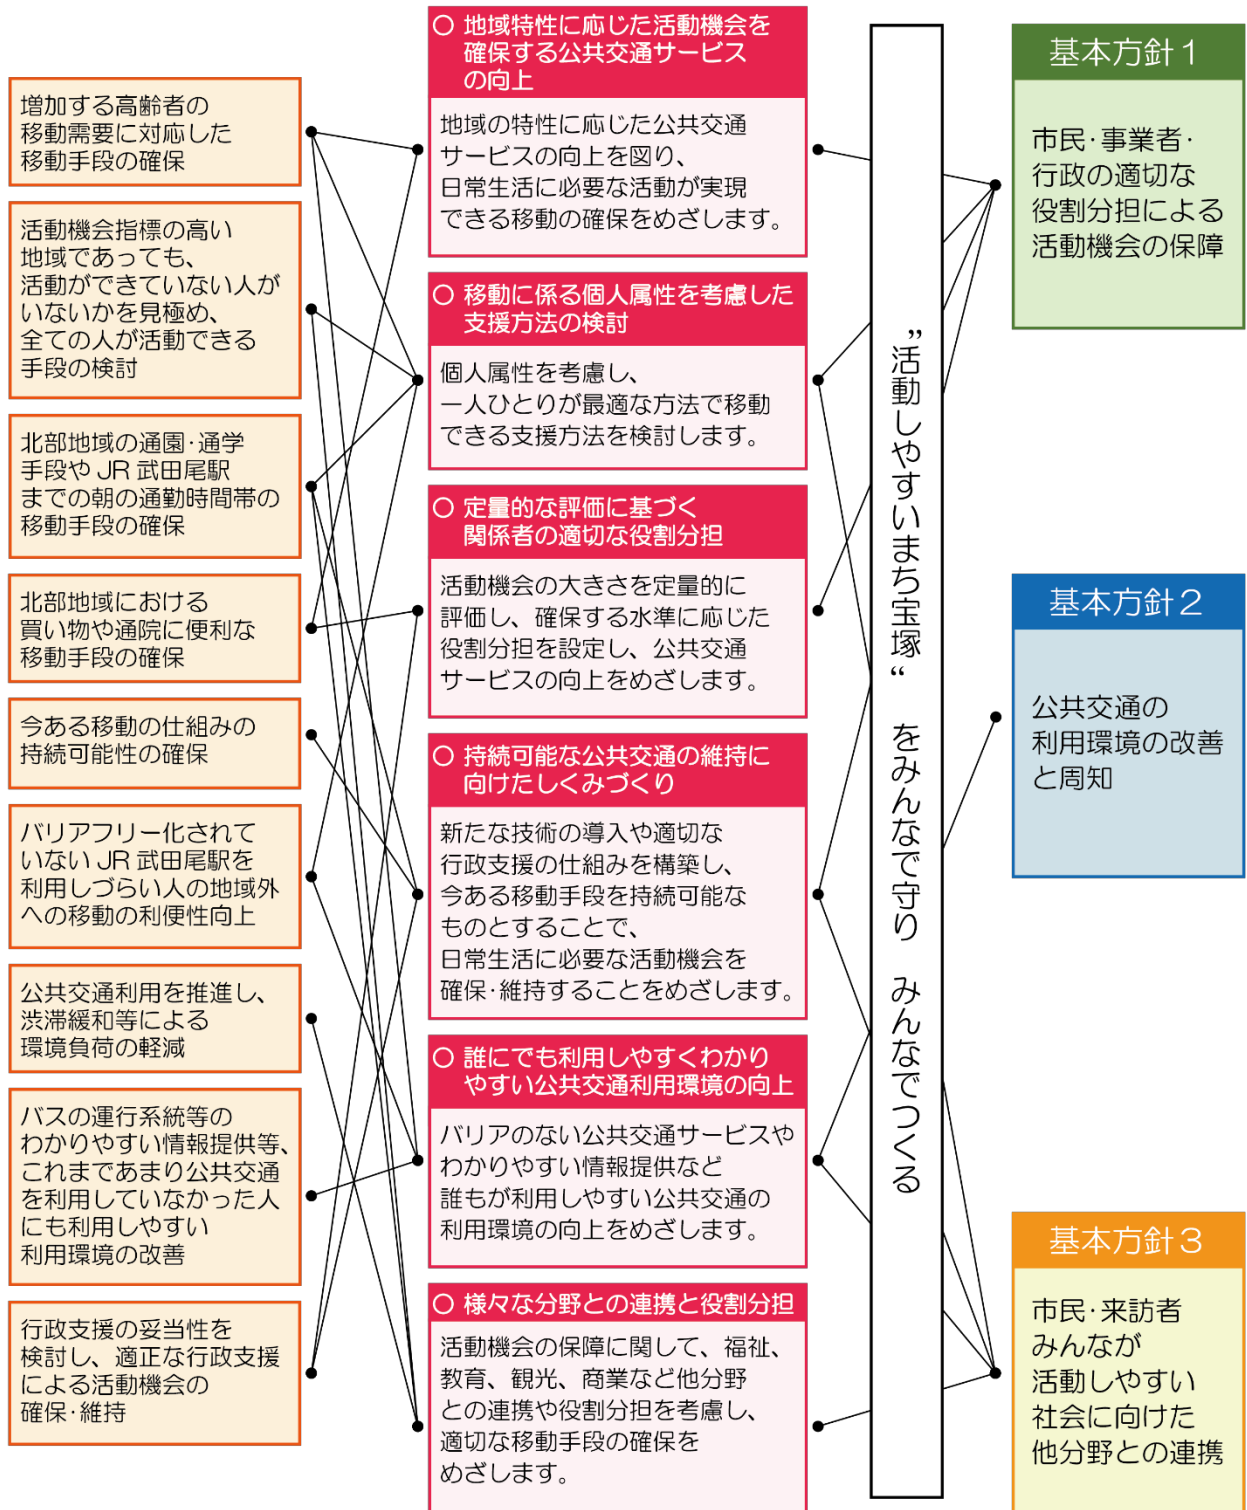 増加する高齢者の
移動需要に対応した
移動手段の確保
活動機会指標の高い
地域であっても、
活動ができていない人が
いないかを見極め、
全ての人が活動できる
手段の検討
北部地域の通園・通学
手段や JR 武田尾駅
までの朝の通勤時間帯の
移動手段の確保
北部地域における
買い物や通院に便利な
移動手段の確保
今ある移動の仕組みの
持続可能性の確保
バリアフリー化されて
いない JR 武田尾駅を
利用しづらい人の地域外
への移動の利便性向上
公共交通利用を推進し、
渋滞緩和等による
環境負荷の軽減
バスの運行系統等の
わかりやすい情報提供等、
これまであまり公共交通
を利用していなかった人
にも利用しやすい
利用環境の改善
行政支援の妥当性を
検討し、適正な行政支援
による活動機会の
確保・維持
○ 地域特性に応じた活動機会を
確保する公共交通サービス
の向上
地域の特性に応じた公共交通
サービスの向上を図り、
日常生活に必要な活動が実現
できる移動の確保をめざします。
○ 移動に係る個人属性を考慮した
支援方法の検討
個人属性を考慮し、
一人ひとりが最適な方法で移動
できる支援方法を検討します。
○ 定量的な評価に基づく
関係者の適切な役割分担
活動機会の大きさを定量的に
評価し、確保する水準に応じた
役割分担を設定し、公共交通
サービスの向上をめざします。
○ 持続可能な公共交通の維持に
向けたしくみづくり
新たな技術の導入や適切な
行政支援の仕組みを構築し、
今ある移動手段を持続可能な
ものとすることで、
日常生活に必要な活動機会を
確保・維持することをめざします。
○ 誰にでも利用しやすくわかり
やすい公共交通利用環境の向上
バリアのない公共交通サービスや
わかりやすい情報提供など
誰もが利用しやすい公共交通の
利用環境の向上をめざします。
○ 様々な分野との連携と役割分担
活動機会の保障に関して、福祉、
教育、観光、商業など他分野
との連携や役割分担を考慮し、
適切な移動手段の確保を
めざします。
”活動しやすいまち宝塚“ をみんなで守り みんなでつくる
基本方針１
市民・事業者・
行政の適切な
役割分担による
活動機会の保障
基本方針２
公共交通の
利用環境の改善
と周知
基本方針３
市民・来訪者
みんなが
活動しやすい
社会に向けた
他分野との連携